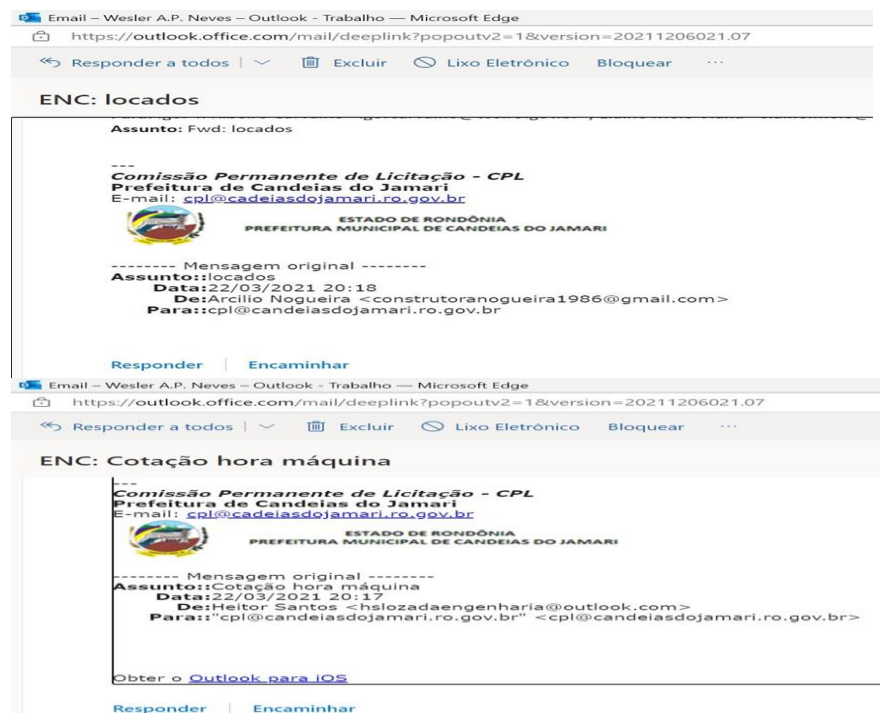 Email – Wesler A.P. Neves – Outlook - Trabalho — Microsoft Edge
https://outlook.office.com/mail/deeplink?popoutv2=1&version=20211206021.07
Responder a todos | Excluir Lixo Eletrônico Bloquear ...
ENC: locados
Assunto: Fwd: locados
---
Comissão Permanente de Licitação - CPL
Prefeitura de Candeias do Jamari
E-mail: cpl@cadeiasdojamari.ro.gov.br
ESTADO DE RONDÔNIA
PREFEITURA MUNICIPAL DE CANDEIAS DO JAMARI
-------- Mensagem original --------
Assunto::locados
Data:22/03/2021 20:18
De:Arcilio Nogueira <construtoranogueira1986@gmail.com>
Para::cpl@candeiasdojamari.ro.gov.br
Responder | Encaminhar
Email – Wesler A.P. Neves – Outlook - Trabalho — Microsoft Edge
https://outlook.office.com/mail/deeplink?popoutv2=1&version=20211206021.07
Responder a todos | Excluir Lixo Eletrônico Bloquear ...
ENC: Cotação hora máquina
---
Comissão Permanente de Licitação - CPL
Prefeitura de Candeias do Jamari
E-mail: cpl@cadeiasdojamari.ro.gov.br
ESTADO DE RONDÔNIA
PREFEITURA MUNICIPAL DE CANDEIAS DO JAMARI
-------- Mensagem original --------
Assunto::Cotação hora máquina
Data:22/03/2021 20:17
De:Heitor Santos <hslozadaengenharia@outlook.com>
Para::"cpl@candeiasdojamari.ro.gov.br" <cpl@candeiasdojamari.ro.gov.br>
Obter o Outlook para iOS
Responder | Encaminhar